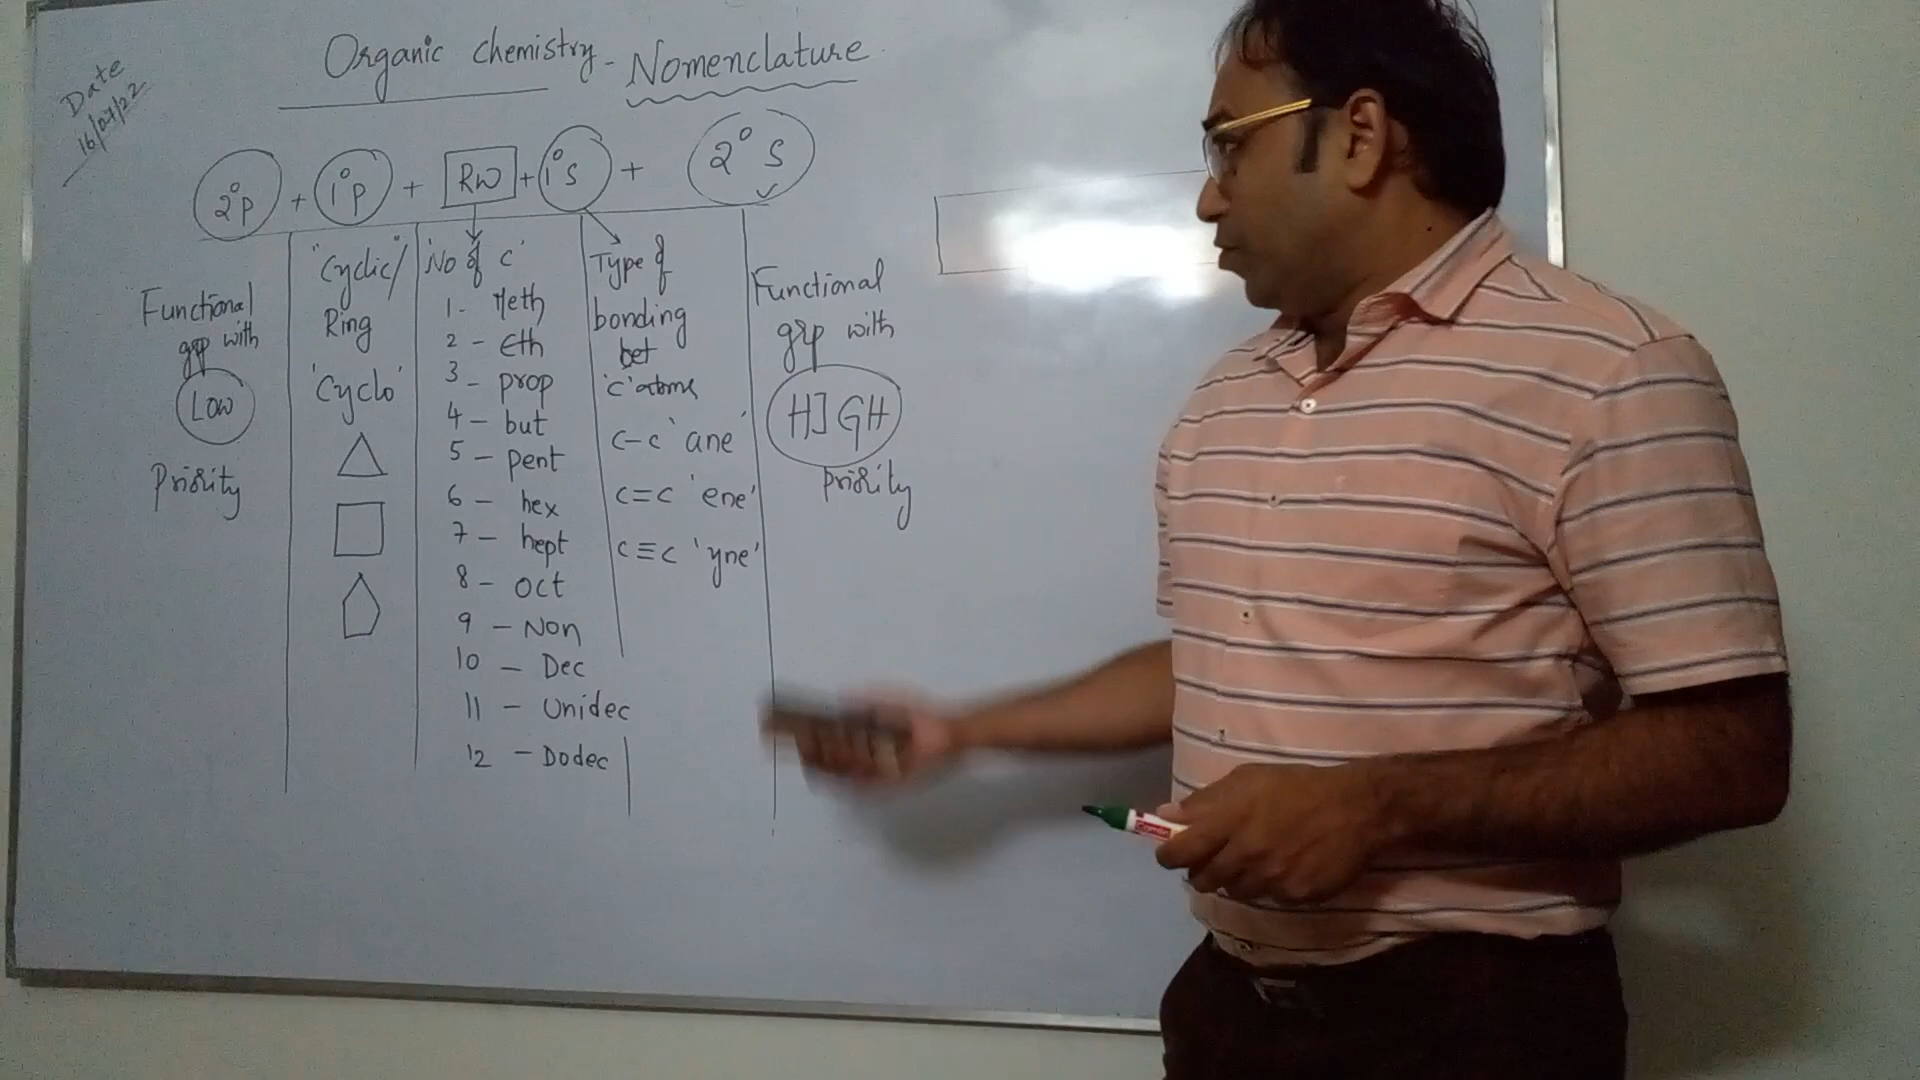 Organic chemistry - Nomenclature
Date
16/07/22
2°P + 1°P + RW + 1°S + 2°S
Functional
grp with
Low
Priority
"Cyclic"/
Ring
'Cyclo'
'No of C'
1 - Meth
2 - Eth
3 - prop
4 - but
5 - pent
6 - hex
7 - hept
8 - oct
9 - Non
10 - Dec
11 - Unidec
12 - Dodec
Type of
bonding
bet
'C' atoms
C-C 'ane'
C=C 'ene'
C≡C 'yne'
Functional
grp with
HIGH
Priority